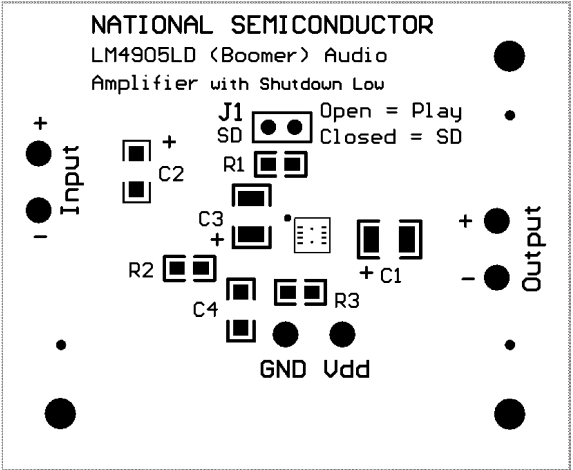 NATIONAL SEMICONDUCTOR
LM4905LD (Boomer) Audio
Amplifier with Shutdown Low
J1
SD
Open = Play
Closed = SD
+
Input
-
+
C2
R1
C3
+
+
C1
+
Output
-
R2
C4
R3
GND Vdd